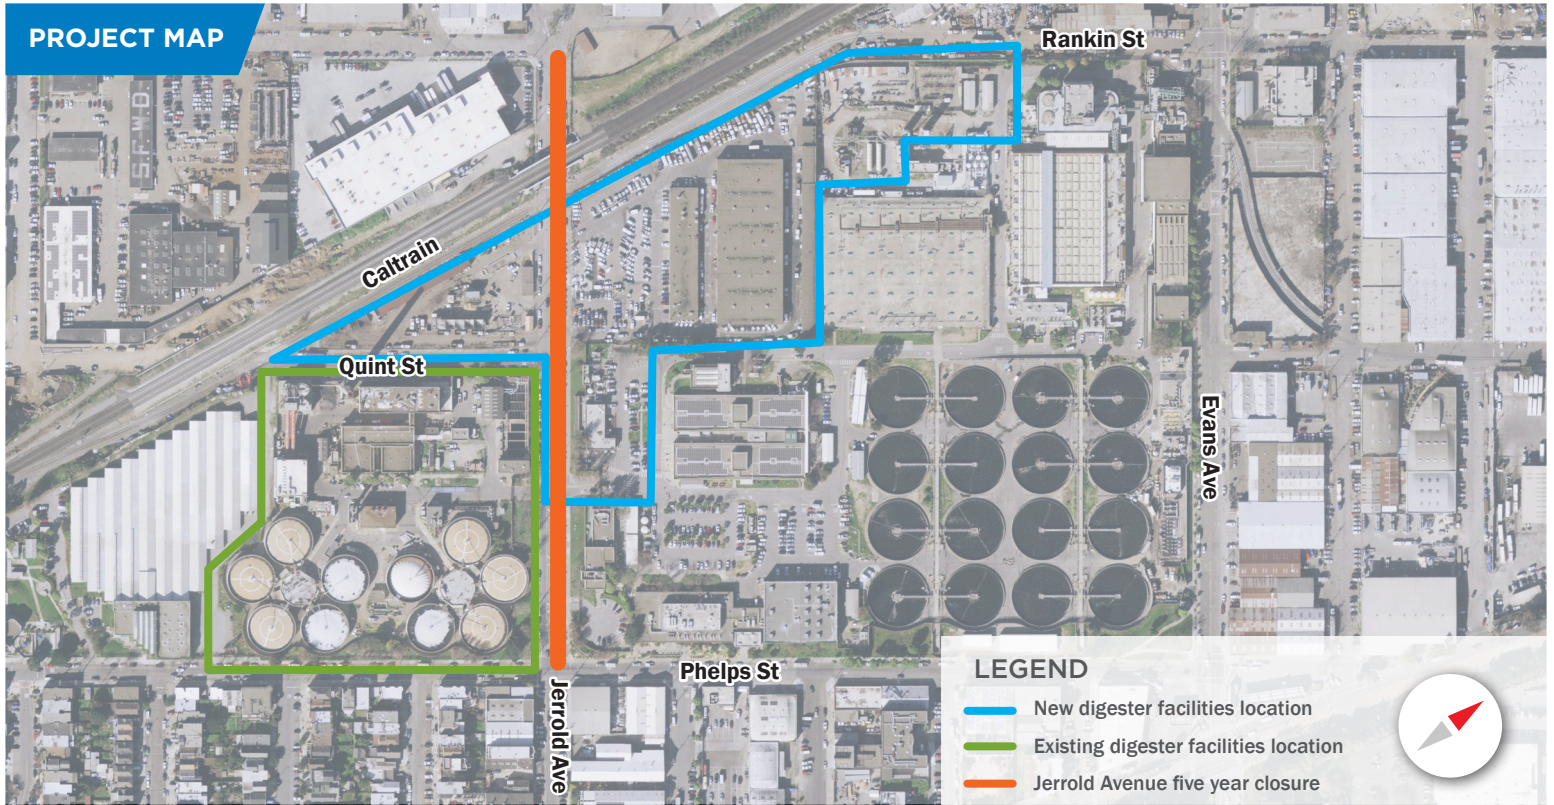 PROJECT MAP
Rankin St
SFWD
Caltrain
Quint St
Evans Ave
Phelps St
Jerrold Ave
LEGEND
New digester facilities location
Existing digester facilities location
Jerrold Avenue five year closure